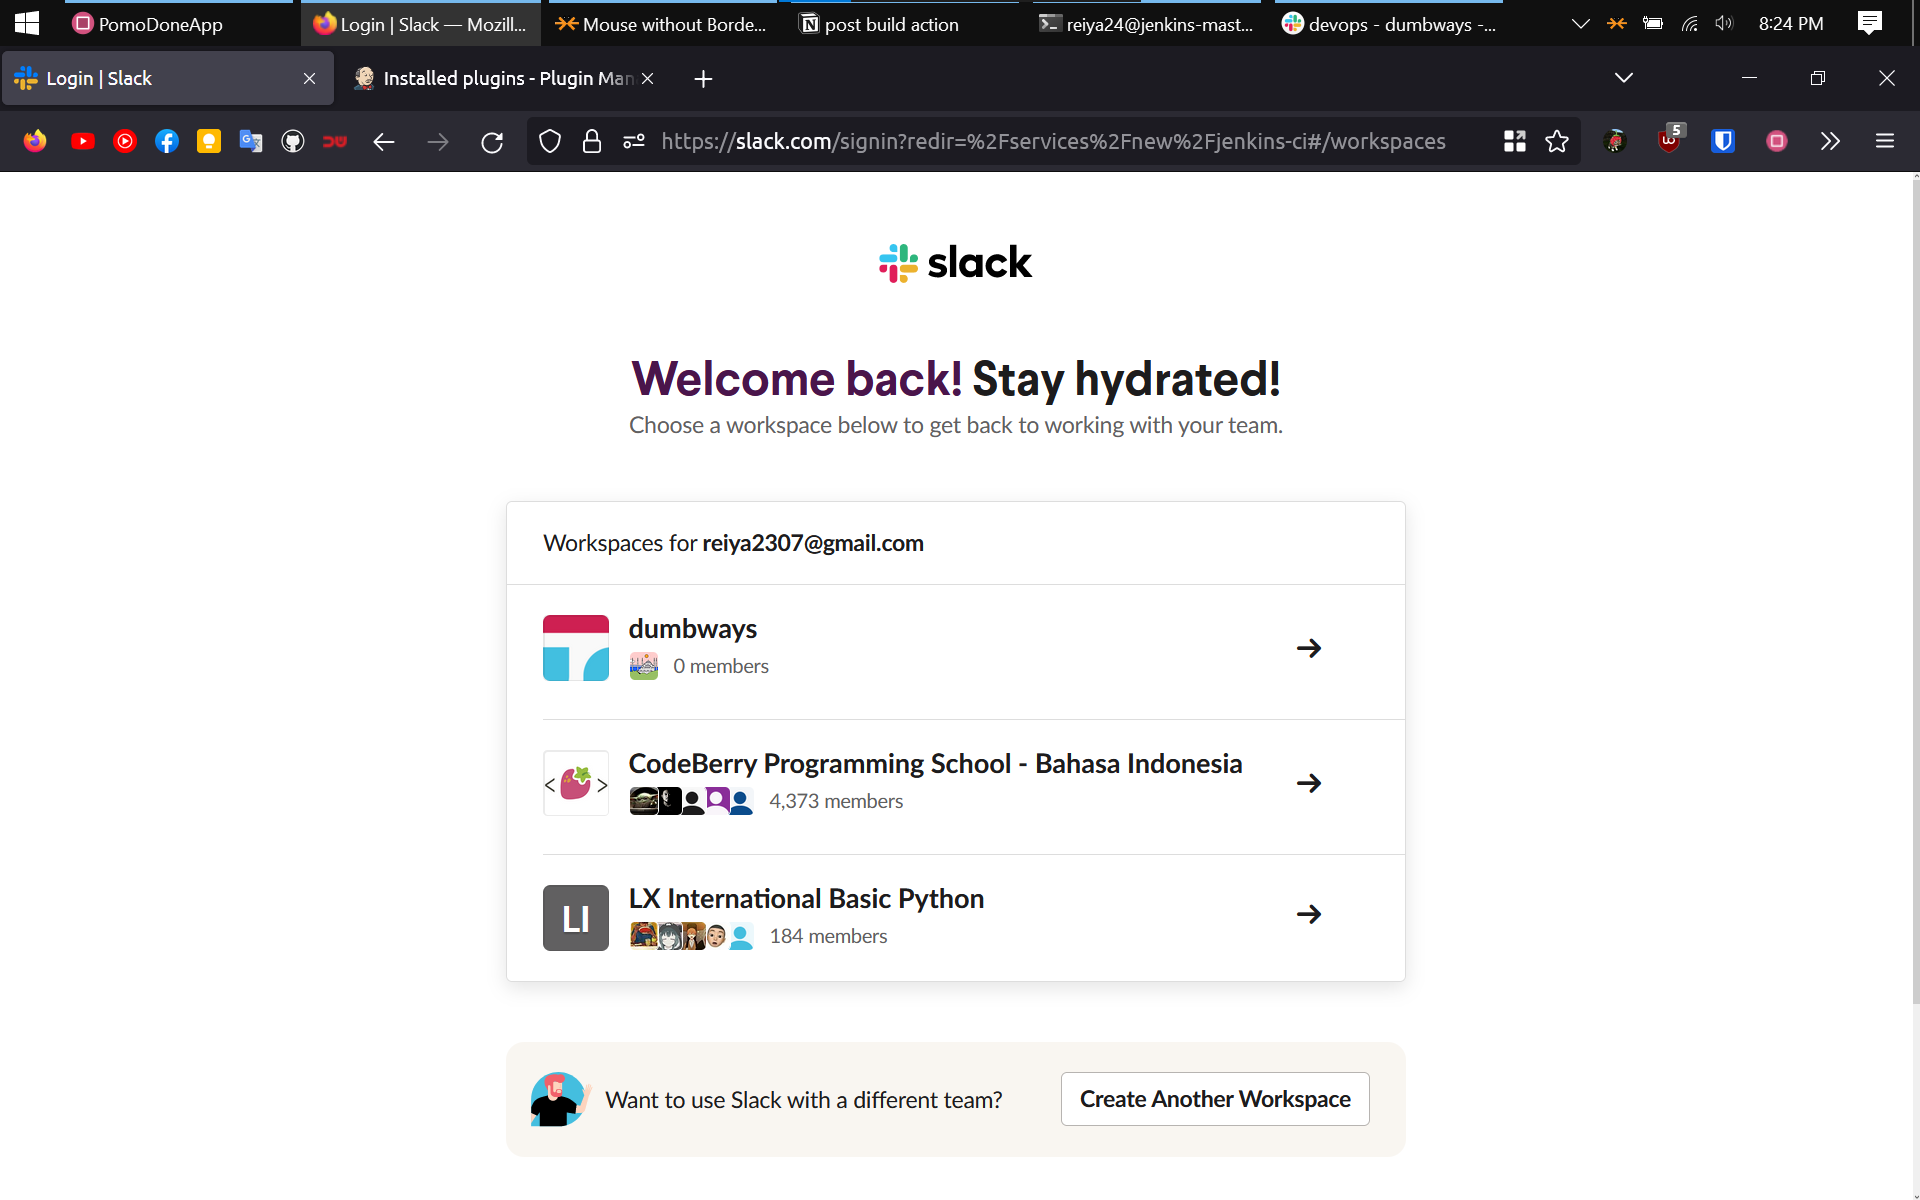 PomoDoneApp
Login | Slack — Mozill...
Mouse without Borde...
post build action
reiya24@jenkins-mast...
devops - dumbways -...
8:24 PM
Login | Slack
Installed plugins - Plugin Man
https://slack.com/signin?redir=%2Fservices%2Fnew%2Fjenkins-ci#/workspaces
5
slack
Welcome back! Stay hydrated!
Choose a workspace below to get back to working with your team.
Workspaces for reiya2307@gmail.com
dumbways
0 members
CodeBerry Programming School - Bahasa Indonesia
4,373 members
LI
LX International Basic Python
184 members
Want to use Slack with a different team?
Create Another Workspace